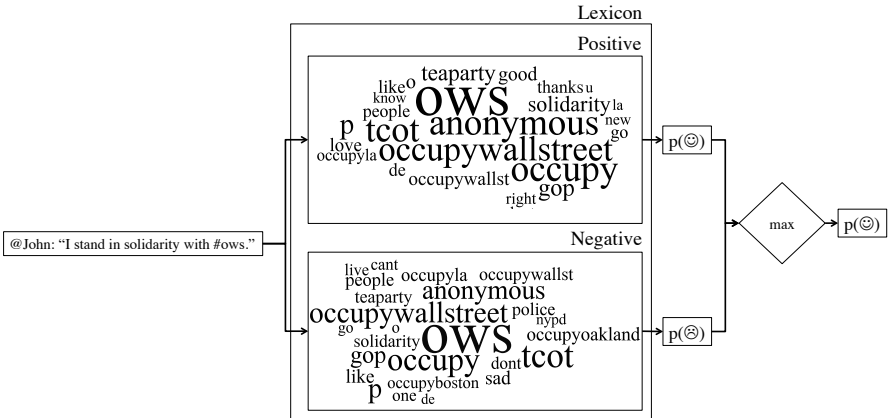 Lexicon
Positive
teaparty good
like o
thanks u
know
ows
solidarity la
people
new
p tcot anonymous go
love
occupyla occupywallstreet
de
occupywallst occupy
right gop
p(☺)
@John: “I stand in solidarity with #ows.”
max
p(☺)
Negative
live cant
people occupyla occupywallst
teaparty anonymous
occupywallstreet police
go o nypd
solidarity ows occupyoakland
gop occupy dont tcot
like
p occupyboston sad
one de
p(☹)